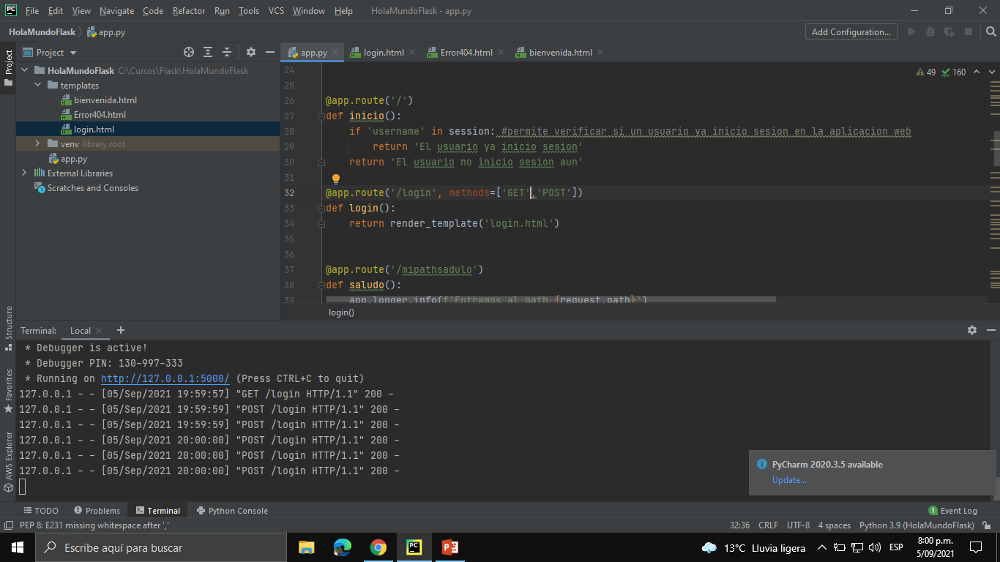 PC File Edit View Navigate Code Refactor Run Tools VCS Window Help HolaMundoFlask - app.py
HolaMundoFlask app.py Add Configuration...
Project
Project
app.py login.html Error404.html bienvenida.html
HolaMundoFlask C:\Cursos\Flask\HolaMundoFlask
templates
bienvenida.html
Error404.html
login.html
venv library root
app.py
External Libraries
Scratches and Consoles
49 160
24
25
26 @app.route('/')
27 def inicio():
28 if 'username' in session: #permite verificar si un usuario ya inicio sesion en la aplicacion web
29 return 'El usuario ya inicio sesion'
30 return 'El usuario no inicio sesion aun'
31
32 @app.route('/login', methods=['GET','POST'])
33 def login():
34 return render_template('login.html')
35
36
37 @app.route('/mipathsadulo')
38 def saludo():
39 app.logger.info(f'Entramos al path {request.path}')
login()
Structure
Favorites
AWS Explorer
Terminal: Local
* Debugger is active!
* Debugger PIN: 130-997-333
* Running on http://127.0.0.1:5000/ (Press CTRL+C to quit)
127.0.0.1 - - [05/Sep/2021 19:59:57] "GET /login HTTP/1.1" 200 -
127.0.0.1 - - [05/Sep/2021 19:59:59] "POST /login HTTP/1.1" 200 -
127.0.0.1 - - [05/Sep/2021 19:59:59] "POST /login HTTP/1.1" 200 -
127.0.0.1 - - [05/Sep/2021 20:00:00] "POST /login HTTP/1.1" 200 -
127.0.0.1 - - [05/Sep/2021 20:00:00] "POST /login HTTP/1.1" 200 -
127.0.0.1 - - [05/Sep/2021 20:00:00] "POST /login HTTP/1.1" 200 -
PyCharm 2020.3.5 available
Update...
TODO Problems Terminal Python Console 1 Event Log
PEP 8: E231 missing whitespace after ',' 32:36 CRLF UTF-8 4 spaces Python 3.9 (HolaMundoFlask)
Escribe aquí para buscar
PC
13°C Lluvia ligera
ESP
8:00 p.m.
5/09/2021